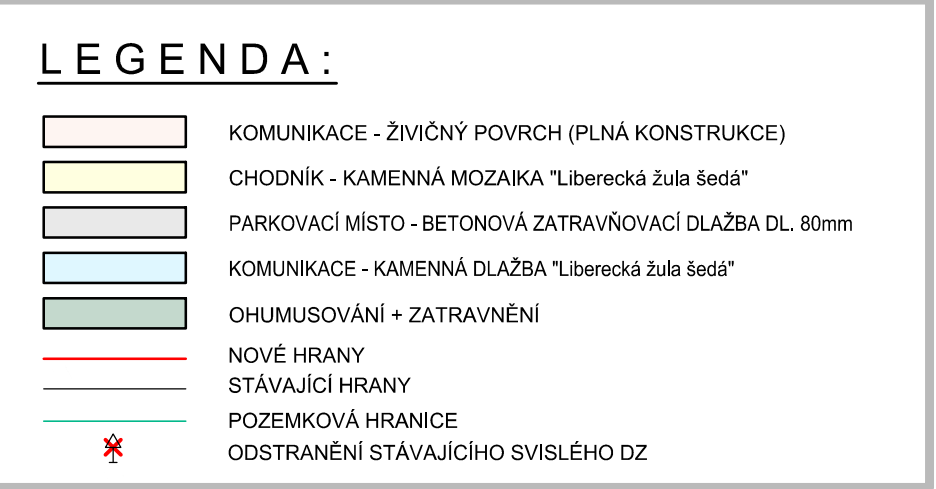 LEGENDA:
KOMUNIKACE - ŽIVIČNÝ POVRCH (PLNÁ KONSTRUKCE)
CHODNÍK - KAMENNÁ MOZAIKA "Liberecká žula šedá"
PARKOVACÍ MÍSTO - BETONOVÁ ZATRAVŇOVACÍ DLAŽBA DL. 80mm
KOMUNIKACE - KAMENNÁ DLAŽBA "Liberecká žula šedá"
OHUMUSOVÁNÍ + ZATRAVNĚNÍ
NOVÉ HRANY
STÁVAJÍCÍ HRANY
POZEMKOVÁ HRANICE
ODSTRANĚNÍ STÁVAJÍCÍHO SVISLÉHO DZ